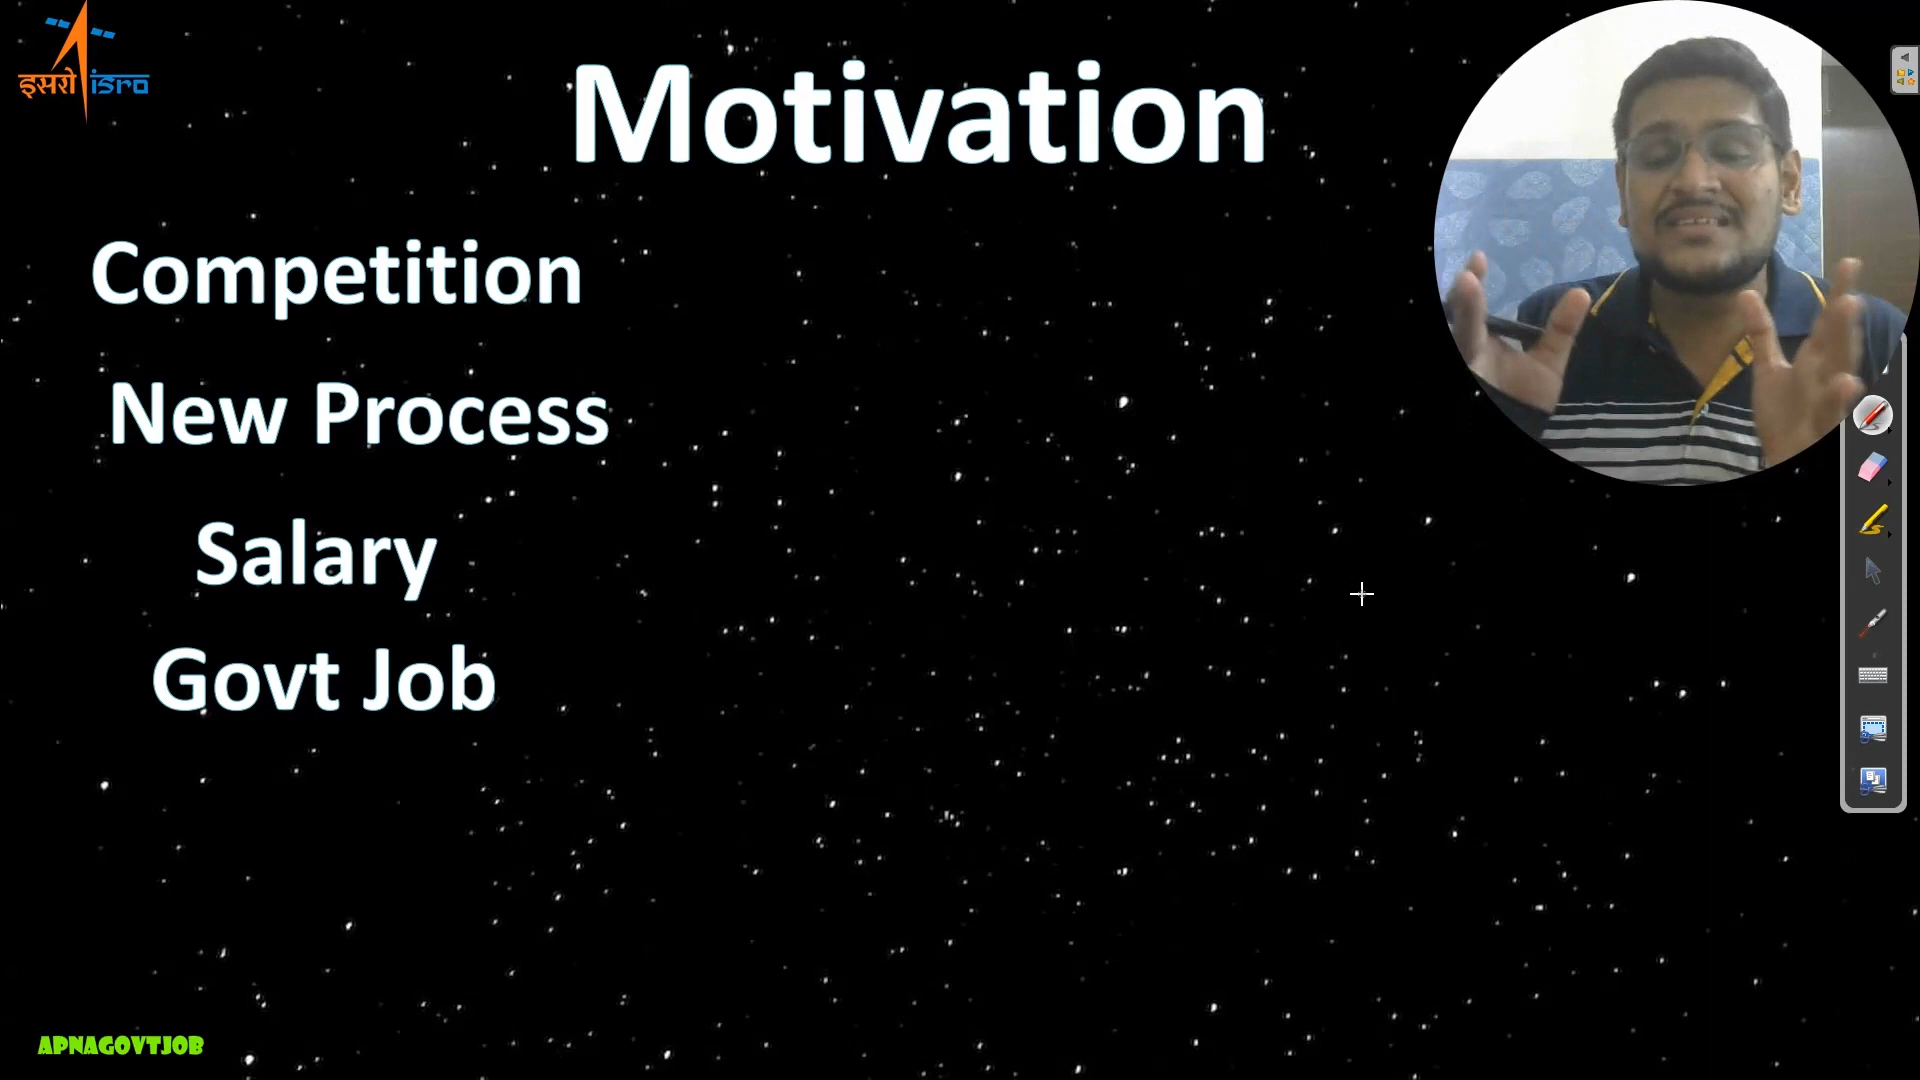 इसरो isro
Motivation
Competition
New Process
Salary
Govt Job
APNAGOVTJOB